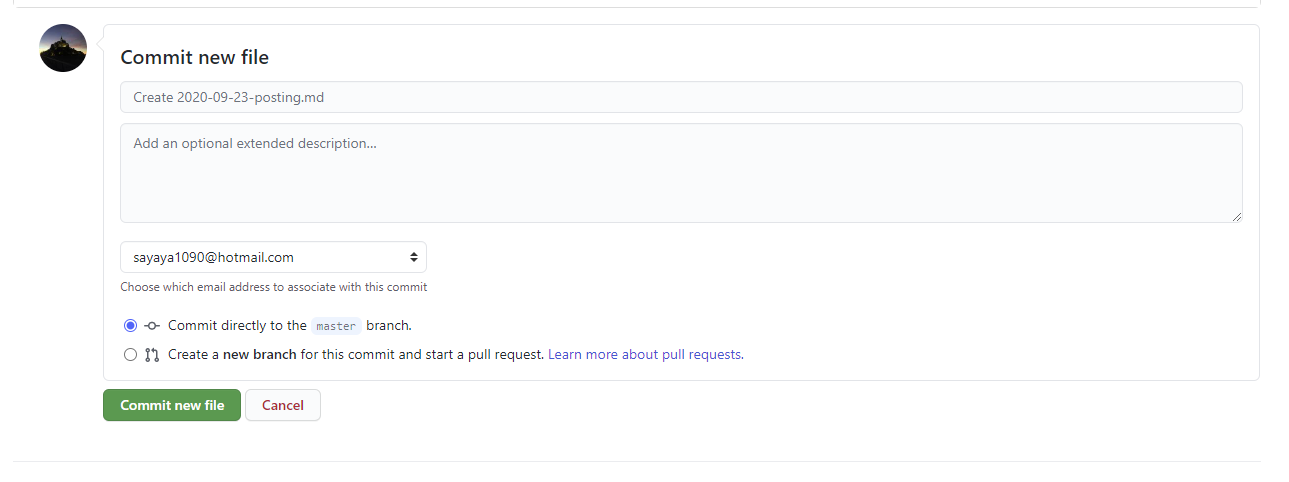 Commit new file
Create 2020-09-23-posting.md
Add an optional extended description...
sayaya1090@hotmail.com
Choose which email address to associate with this commit
Commit directly to the master branch.
Create a new branch for this commit and start a pull request. Learn more about pull requests.
Commit new file Cancel